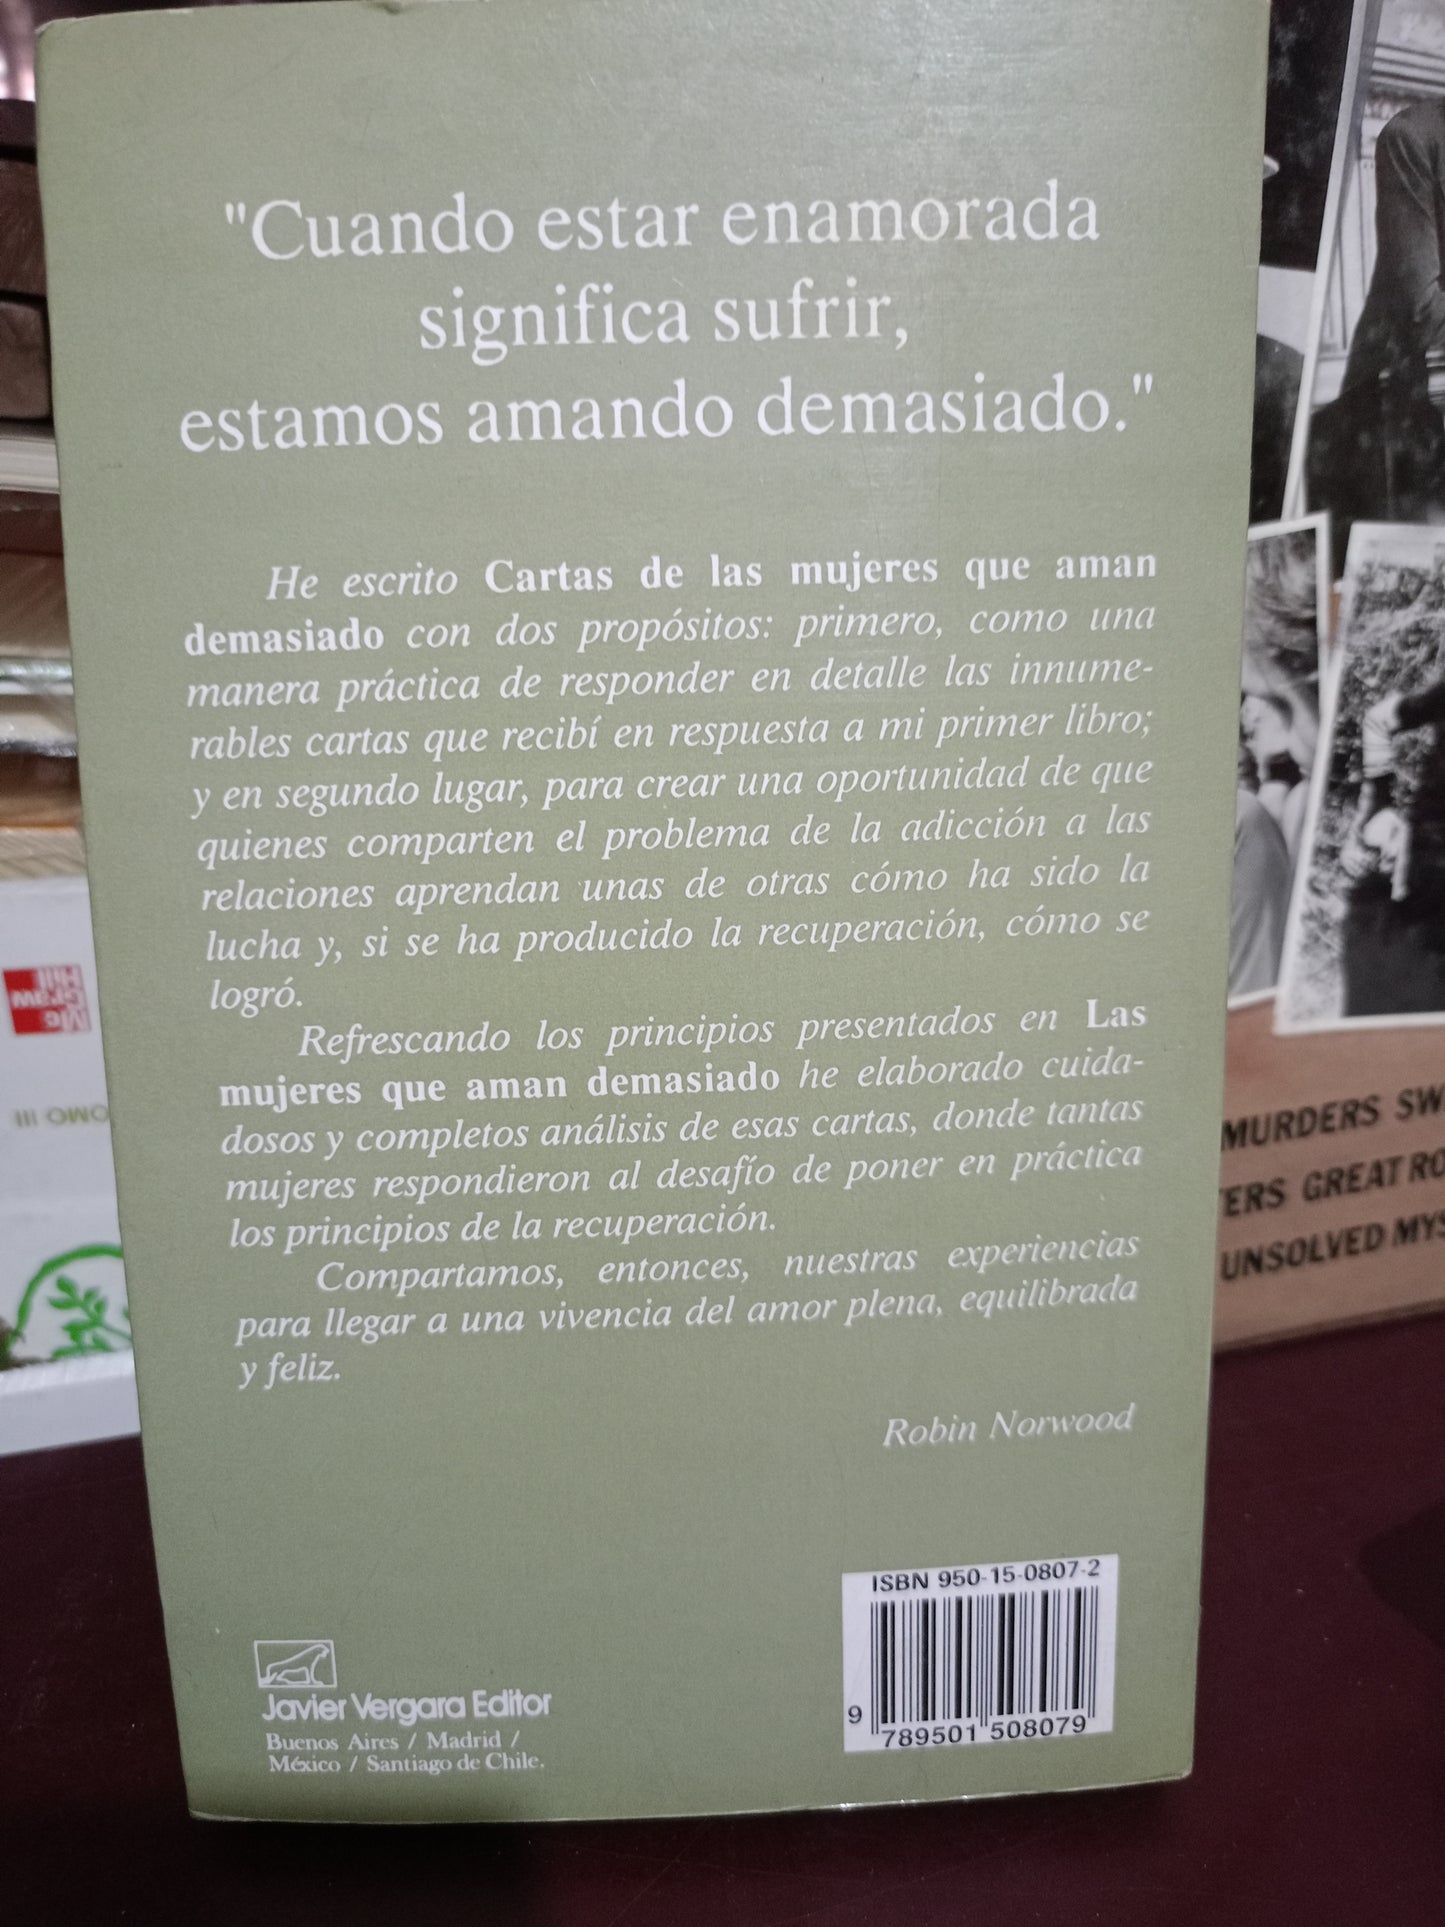 "Cuando estar enamorada
significa sufrir,
estamos amando demasiado."
He escrito Cartas de las mujeres que aman
demasiado con dos propósitos: primero, como una
manera práctica de responder en detalle las innume-
rables cartas que recibí en respuesta a mi primer libro;
y en segundo lugar, para crear una oportunidad de que
quienes comparten el problema de la adicción a las
relaciones aprendan unas de otras cómo ha sido la
lucha y, si se ha producido la recuperación, cómo se
logró.
Refrescando los principios presentados en Las
mujeres que aman demasiado he elaborado cuida-
dosos y completos análisis de esas cartas, donde tantas
mujeres respondieron al desafío de poner en práctica
los principios de la recuperación.
Compartamos, entonces, nuestras experiencias
para llegar a una vivencia del amor plena, equilibrada
y feliz.
Robin Norwood
ISBN 950-15-0807-2
9 789501 508079
Javier Vergara Editor
Buenos Aires / Madrid /
México / Santiago de Chile.
Mc
Graw
Hill
OMO III
MURDERS SW
ERS GREAT RO
UNSOLVED MYS